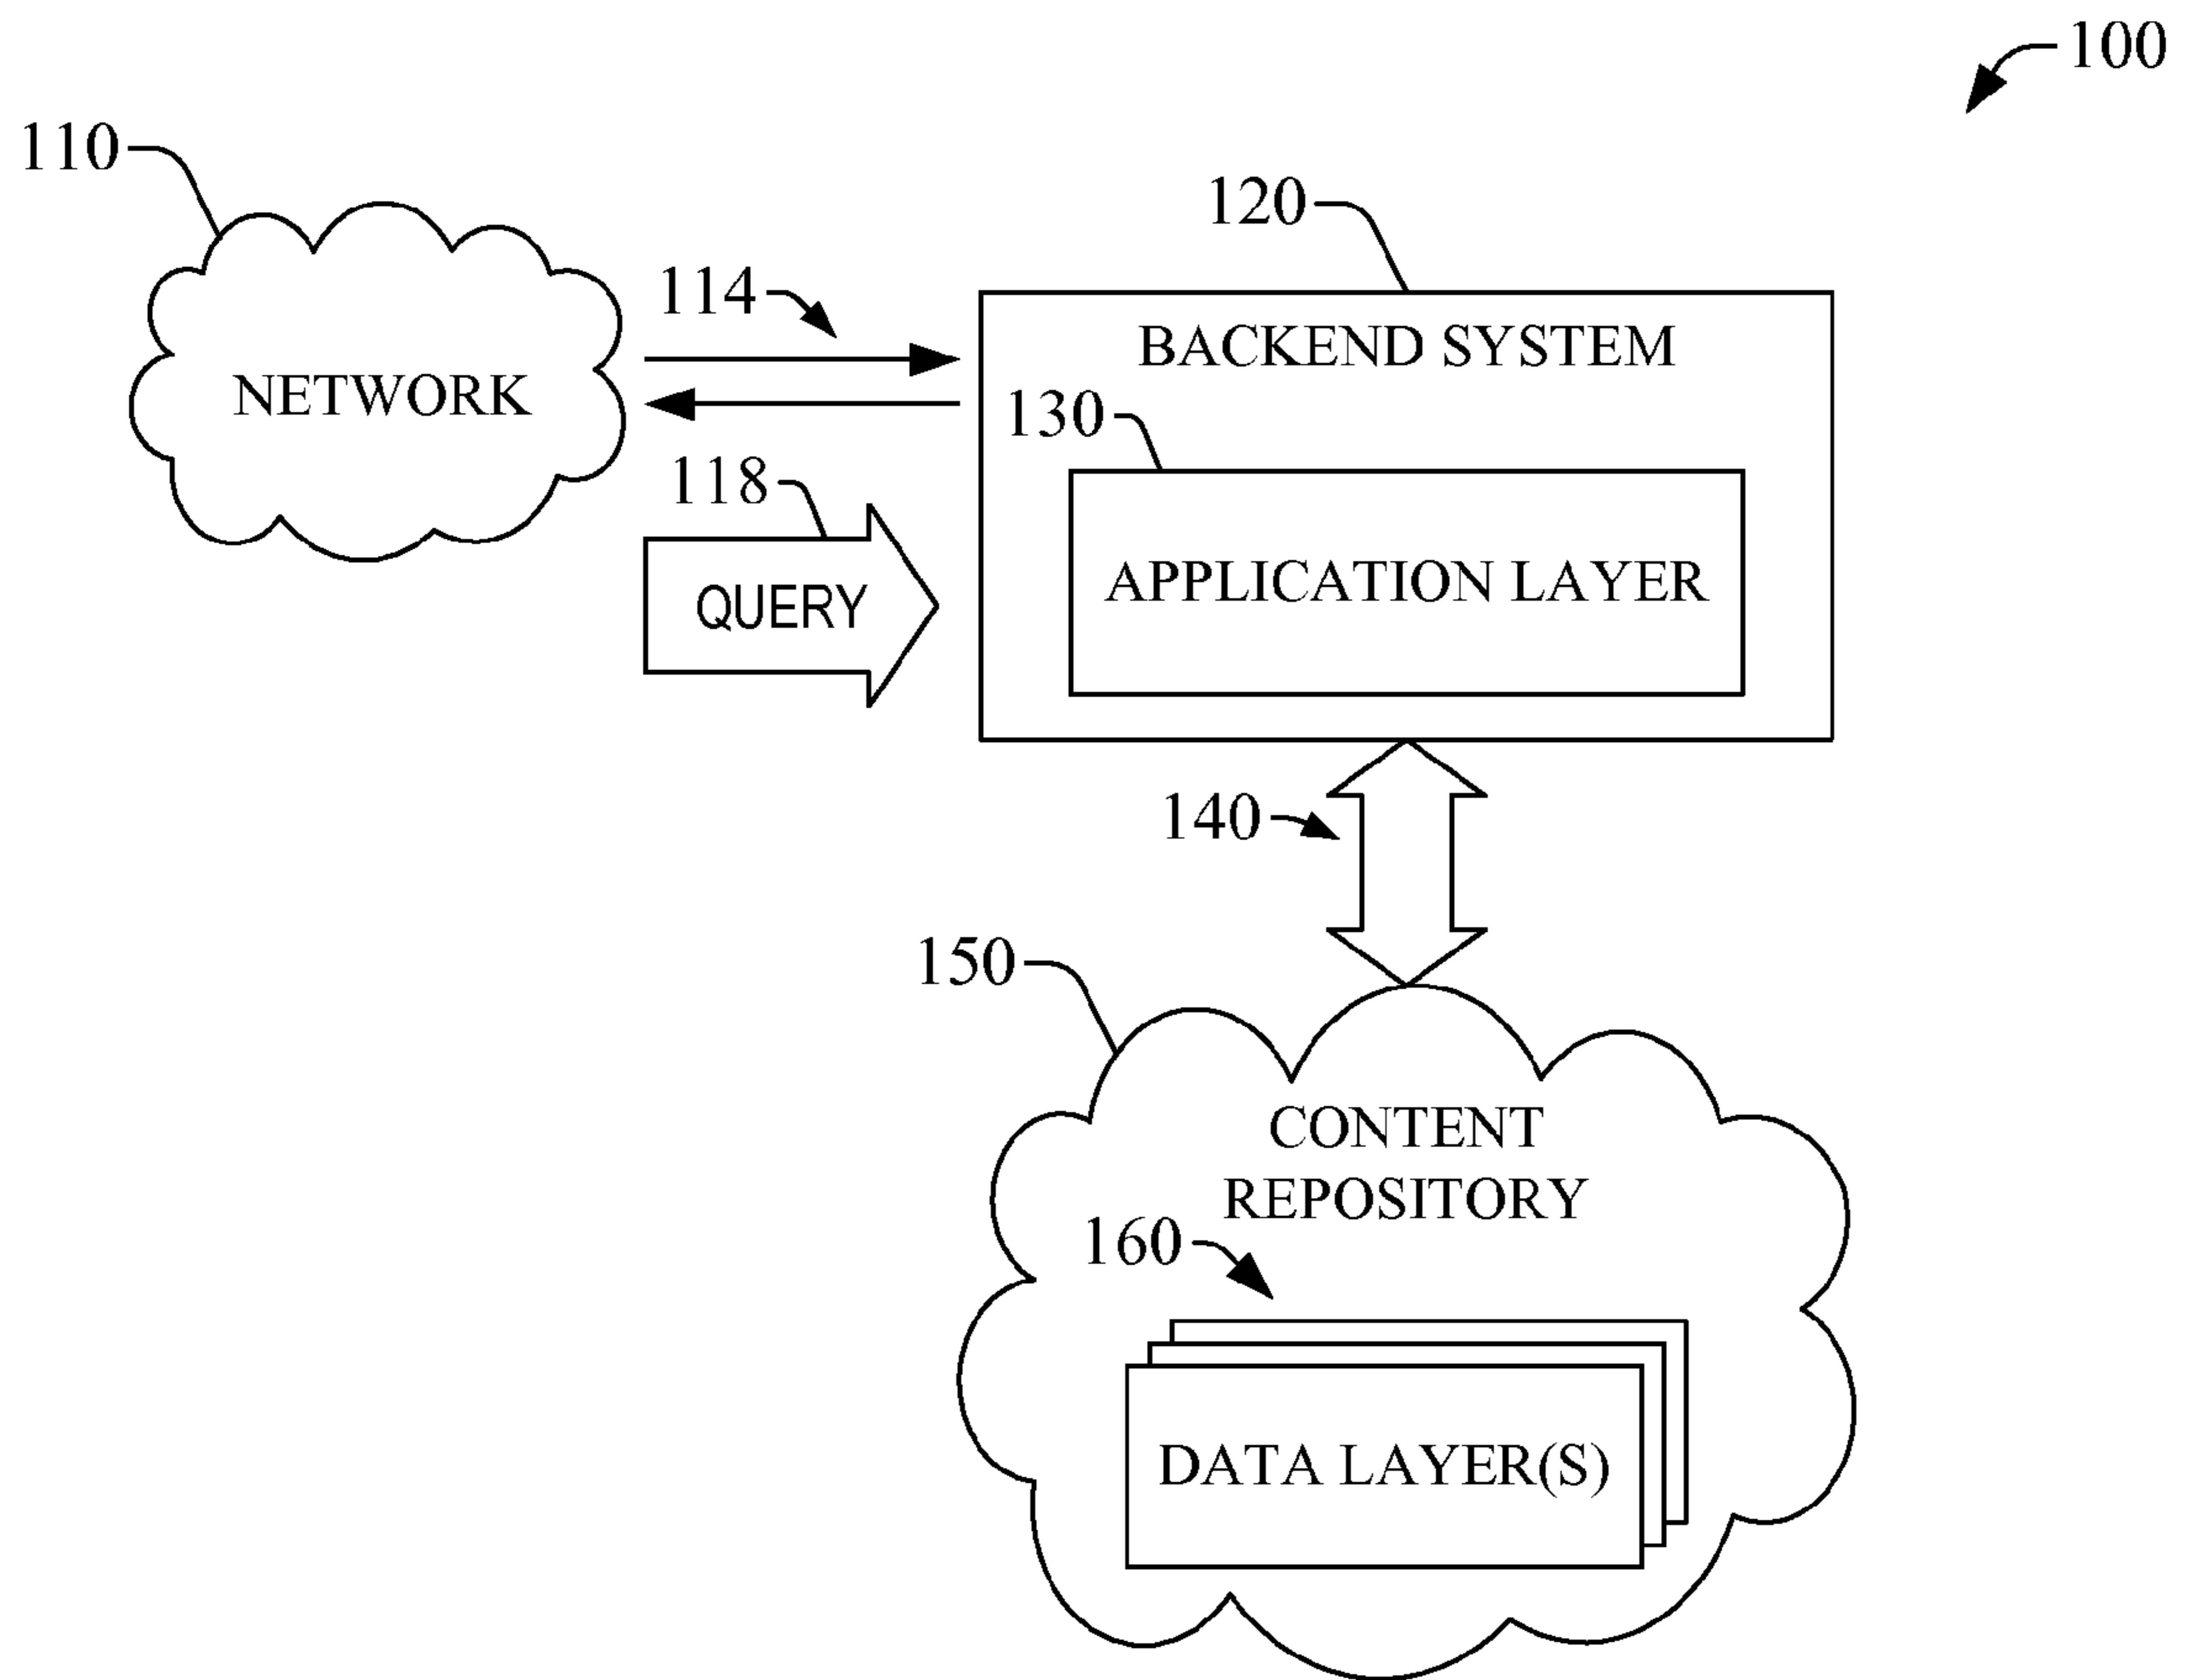 100
110
120
114
BACKEND SYSTEM
NETWORK
130
118
APPLICATION LAYER
QUERY
140
150
CONTENT
REPOSITORY
160
DATA LAYER(S)